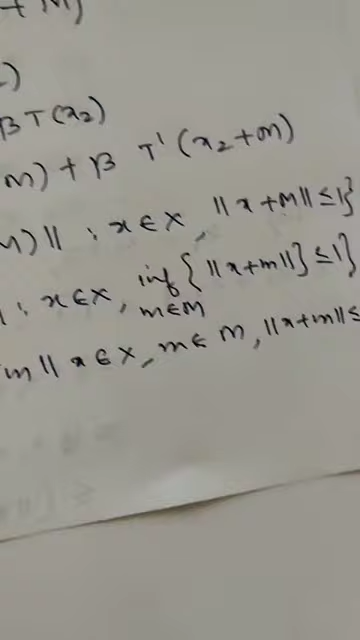 + M)
)
β T(x₂)
m) + β T'(x₂+m)
)|| : x∈X, ||x+M|| ≤1}
: x∈X, inf {||x+m||} ≤1}
m∈M
m|| x∈X, m∈M, ||x+m|| ≤